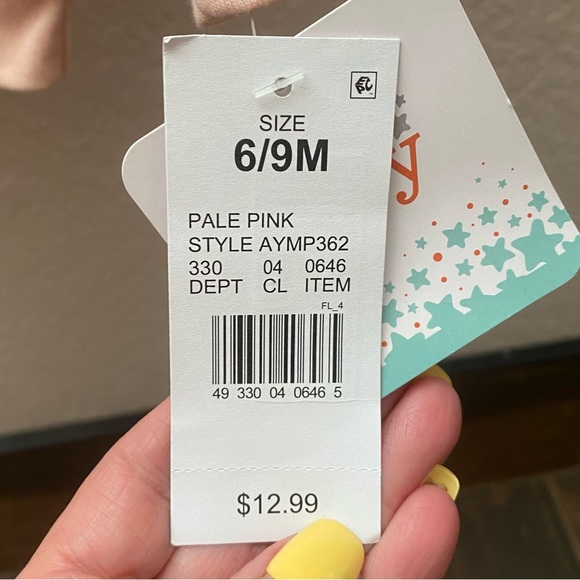 SIZE
6/9M
PALE PINK
STYLE AYMP362
330 04 0646
DEPT CL ITEM
FL_4
49 330 04 0646 5
$12.99
y